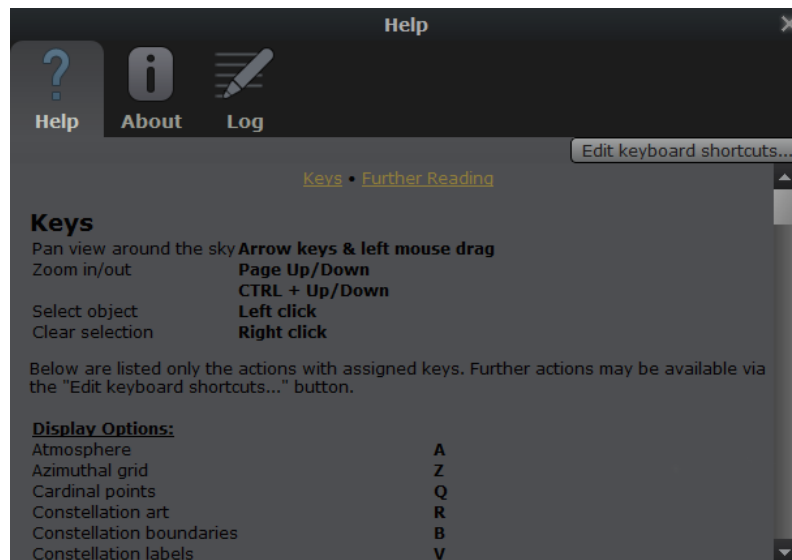 Help
Help About Log
Edit keyboard shortcuts...
Keys • Further Reading
Keys
Pan view around the sky Arrow keys & left mouse drag
Zoom in/out Page Up/Down
CTRL + Up/Down
Select object Left click
Clear selection Right click
Below are listed only the actions with assigned keys. Further actions may be available via
the "Edit keyboard shortcuts..." button.
Display Options:
Atmosphere A
Azimuthal grid Z
Cardinal points Q
Constellation art R
Constellation boundaries B
Constellation labels V